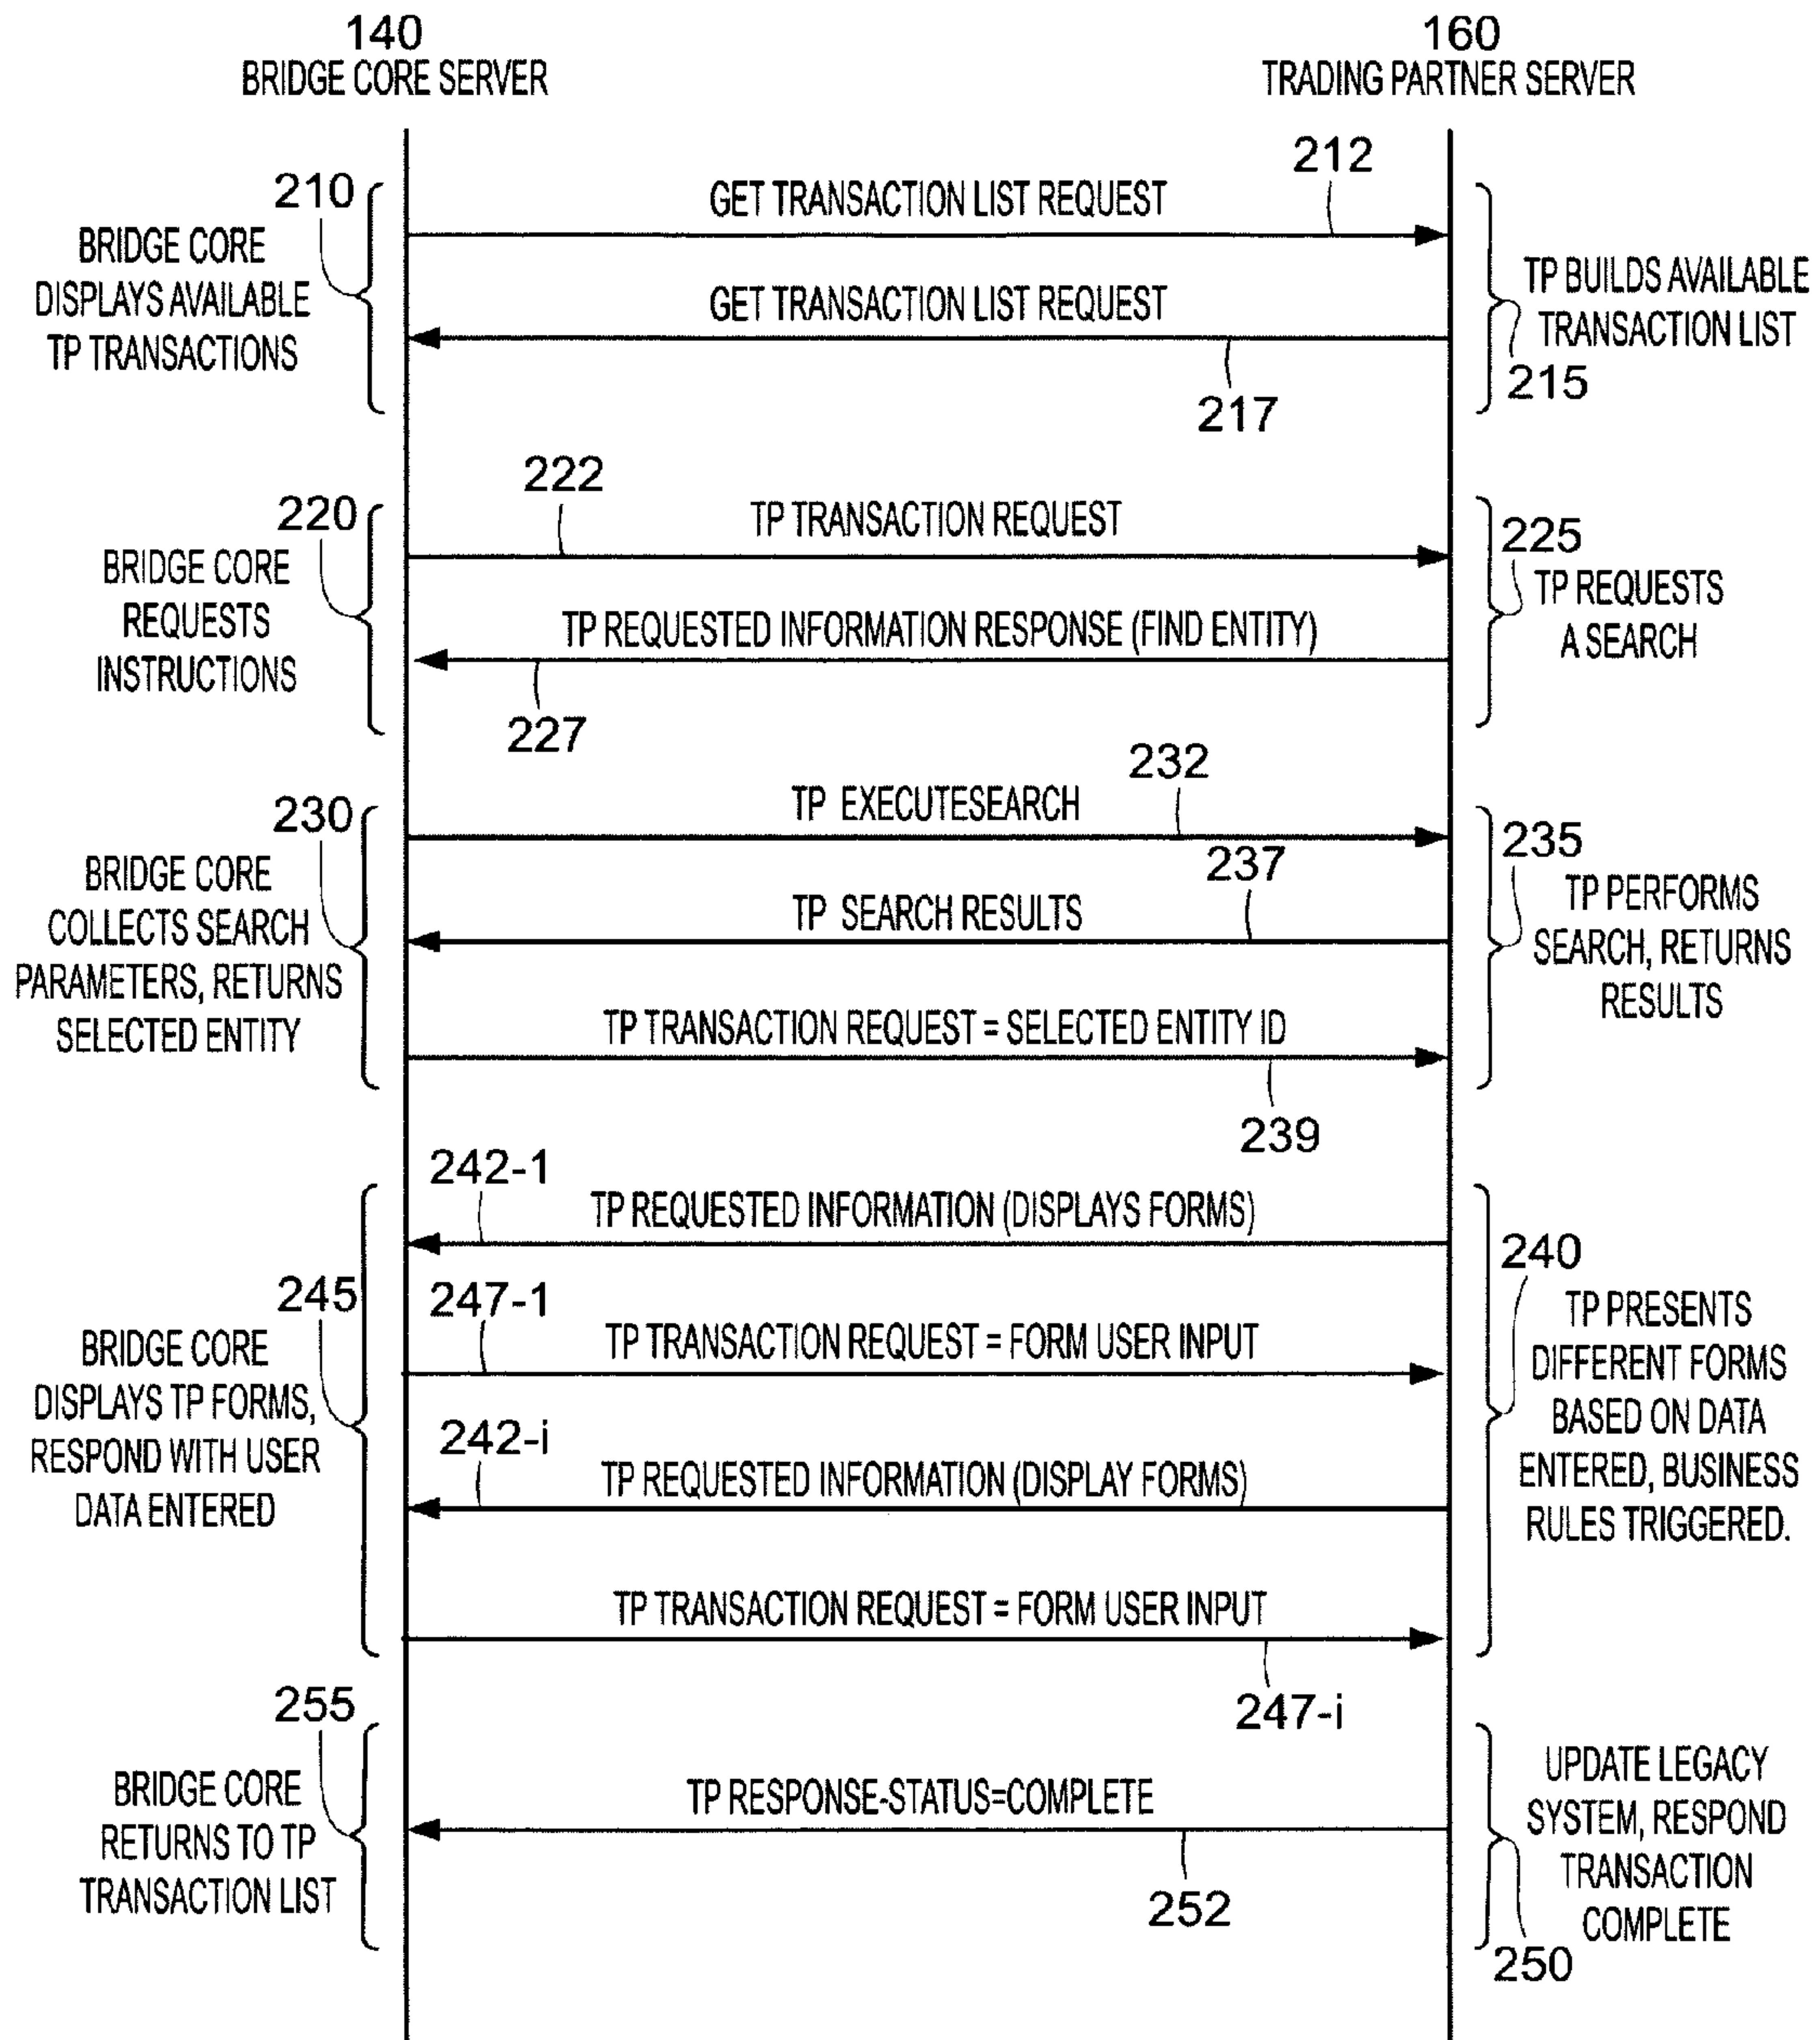 140
BRIDGE CORE SERVER
160
TRADING PARTNER SERVER
210
BRIDGE CORE
DISPLAYS AVAILABLE
TP TRANSACTIONS
GET TRANSACTION LIST REQUEST
212
GET TRANSACTION LIST REQUEST
217
TP BUILDS AVAILABLE
TRANSACTION LIST
215
220
BRIDGE CORE
REQUESTS
INSTRUCTIONS
222
TP TRANSACTION REQUEST
TP REQUESTED INFORMATION RESPONSE (FIND ENTITY)
227
225
TP REQUESTS
A SEARCH
230
BRIDGE CORE
COLLECTS SEARCH
PARAMETERS, RETURNS
SELECTED ENTITY
TP EXECUTESEARCH
232
TP SEARCH RESULTS
237
TP TRANSACTION REQUEST = SELECTED ENTITY ID
239
235
TP PERFORMS
SEARCH, RETURNS
RESULTS
245
BRIDGE CORE
DISPLAYS TP FORMS,
RESPOND WITH USER
DATA ENTERED
242-1
TP REQUESTED INFORMATION (DISPLAYS FORMS)
247-1
TP TRANSACTION REQUEST = FORM USER INPUT
242-i
TP REQUESTED INFORMATION (DISPLAY FORMS)
TP TRANSACTION REQUEST = FORM USER INPUT
247-i
240
TP PRESENTS
DIFFERENT FORMS
BASED ON DATA
ENTERED, BUSINESS
RULES TRIGGERED.
255
BRIDGE CORE
RETURNS TO TP
TRANSACTION LIST
TP RESPONSE-STATUS=COMPLETE
252
UPDATE LEGACY
SYSTEM, RESPOND
TRANSACTION
COMPLETE
250